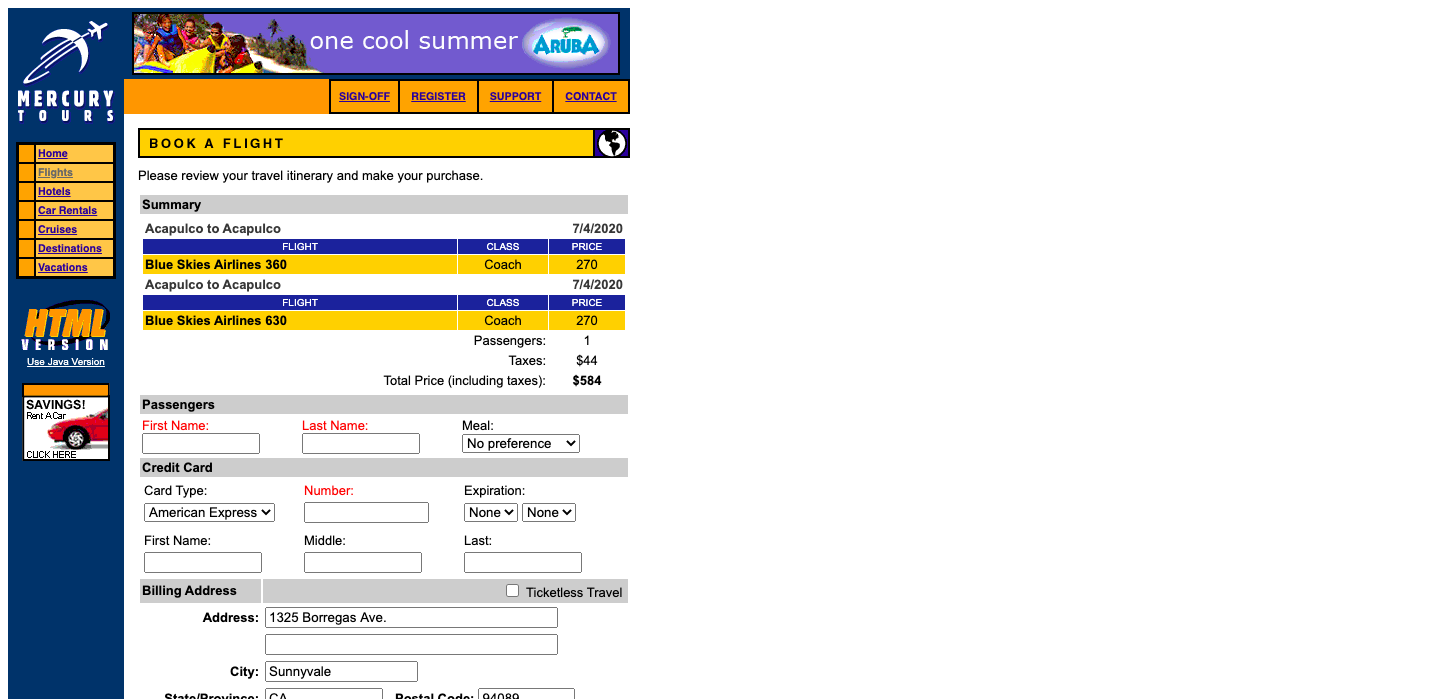 one cool summer ARUBA
MERCURY
TOURS
SIGN-OFF REGISTER SUPPORT CONTACT
BOOK A FLIGHT
Home
Flights
Hotels
Car Rentals
Cruises
Destinations
Vacations
HTML
VERSION
Use Java Version
SAVINGS!
Rent A Car
CLICK HERE
Please review your travel itinerary and make your purchase.
Summary
Acapulco to Acapulco 7/4/2020
FLIGHT CLASS PRICE
Blue Skies Airlines 360 Coach 270
Acapulco to Acapulco 7/4/2020
FLIGHT CLASS PRICE
Blue Skies Airlines 630 Coach 270
Passengers: 1
Taxes: $44
Total Price (including taxes): $584
Passengers
First Name: Last Name: Meal:
No preference
Credit Card
Card Type: Number: Expiration:
American Express None None
First Name: Middle: Last:
Billing Address Ticketless Travel
Address: 1325 Borregas Ave.
City: Sunnyvale
State/Province: CA Postal Code: 94089